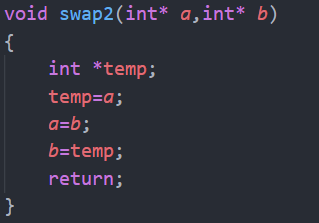 void swap2(int* a,int* b)
{
    int *temp;
    temp=a;
    a=b;
    b=temp;
    return;
}